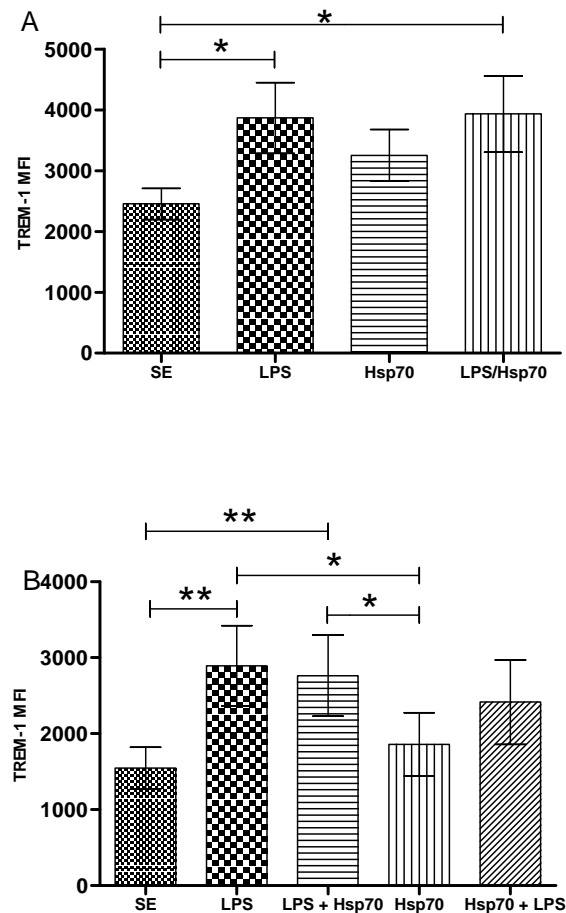 A
*
*
5000
4000
3000
2000
1000
0
TREM-1 MFI
SE LPS Hsp70 LPS/Hsp70
B
**
*
**
*
4000
3000
2000
1000
0
TREM-1 MFI
SE LPS LPS + Hsp70 Hsp70 Hsp70 + LPS